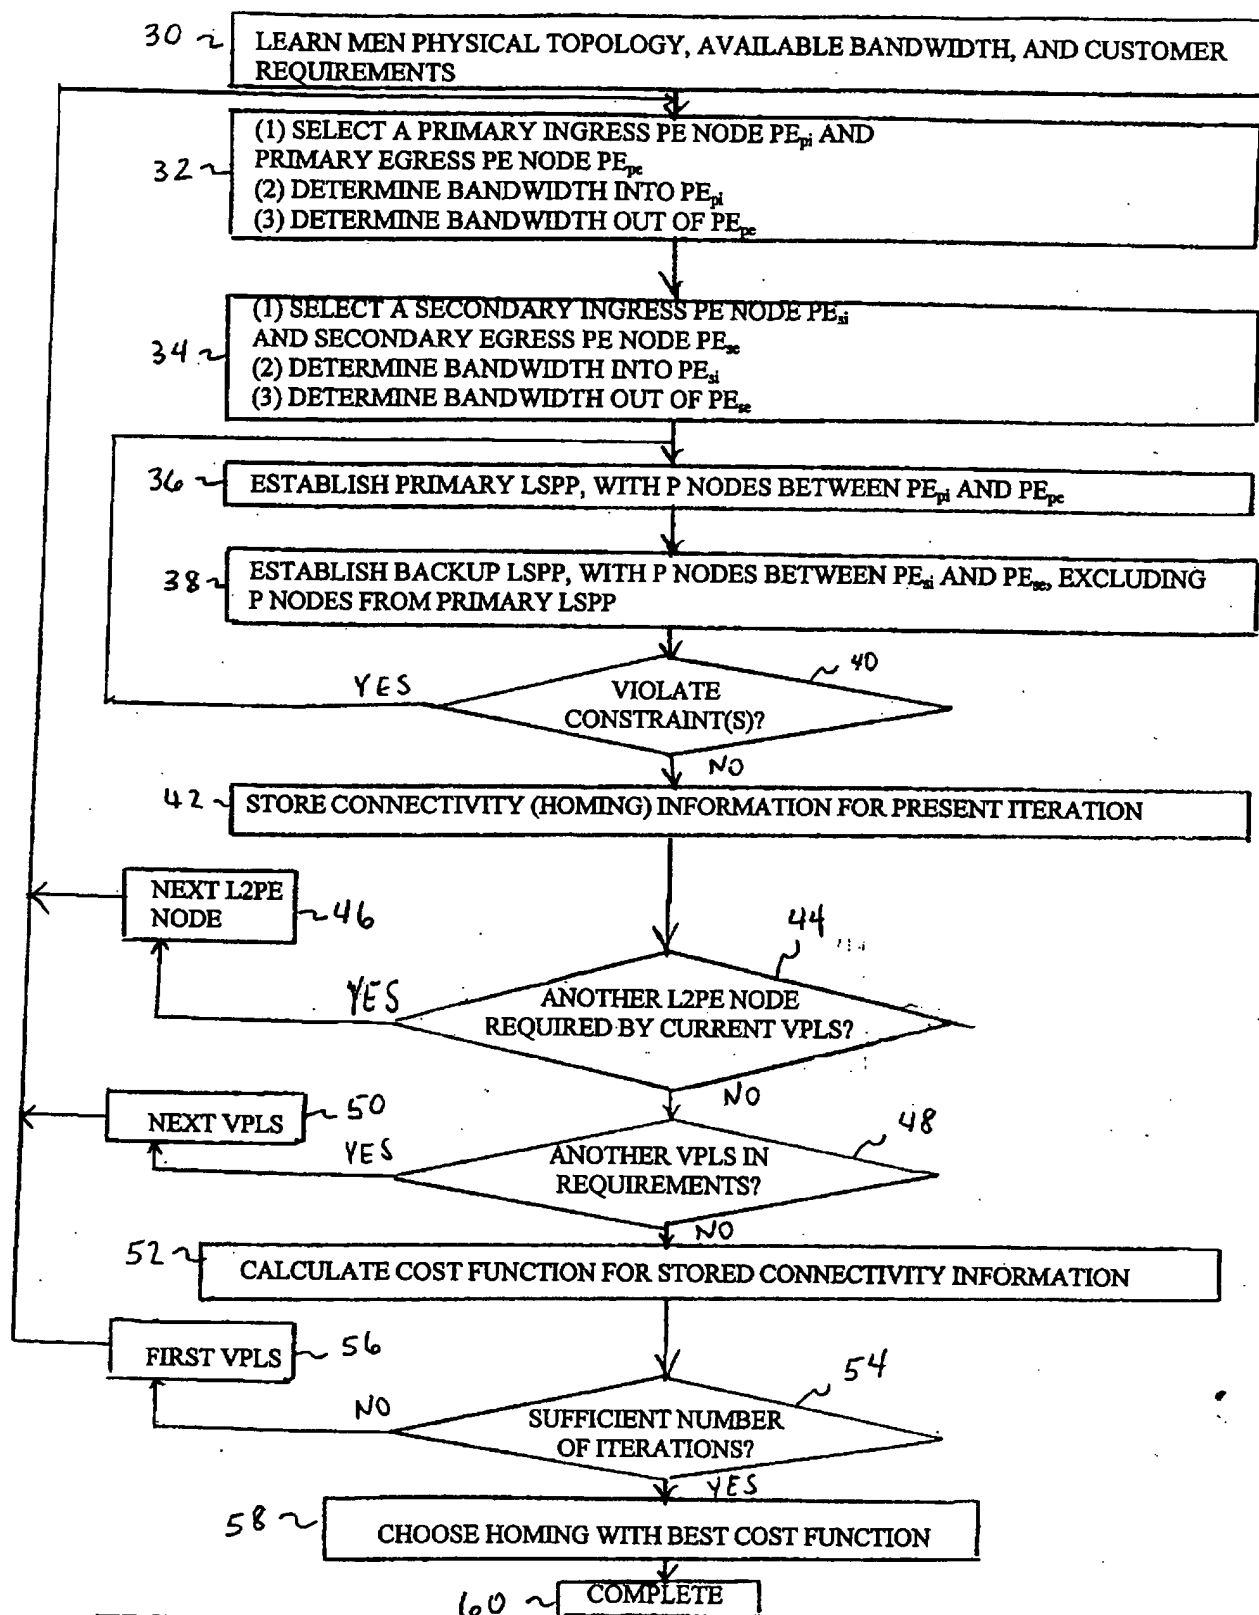 30
LEARN MEN PHYSICAL TOPOLOGY, AVAILABLE BANDWIDTH, AND CUSTOMER
REQUIREMENTS
(1) SELECT A PRIMARY INGRESS PE NODE PEpi AND
PRIMARY EGRESS PE NODE PEpe
32
(2) DETERMINE BANDWIDTH INTO PEpi
(3) DETERMINE BANDWIDTH OUT OF PEpe
(1) SELECT A SECONDARY INGRESS PE NODE PEsi
AND SECONDARY EGRESS PE NODE PEse
34
(2) DETERMINE BANDWIDTH INTO PEsi
(3) DETERMINE BANDWIDTH OUT OF PEse
36
ESTABLISH PRIMARY LSPP, WITH P NODES BETWEEN PEpi AND PEpe
38
ESTABLISH BACKUP LSPP, WITH P NODES BETWEEN PEsi AND PEse, EXCLUDING
P NODES FROM PRIMARY LSPP
40
YES
VIOLATE
CONSTRAINT(S)?
NO
42
STORE CONNECTIVITY (HOMING) INFORMATION FOR PRESENT ITERATION
NEXT L2PE
NODE
46
44
YES
ANOTHER L2PE NODE
REQUIRED BY CURRENT VPLS?
NO
NEXT VPLS
50
48
YES
ANOTHER VPLS IN
REQUIREMENTS?
NO
52
CALCULATE COST FUNCTION FOR STORED CONNECTIVITY INFORMATION
FIRST VPLS
56
54
NO
SUFFICIENT NUMBER
OF ITERATIONS?
YES
58
CHOOSE HOMING WITH BEST COST FUNCTION
60
COMPLETE